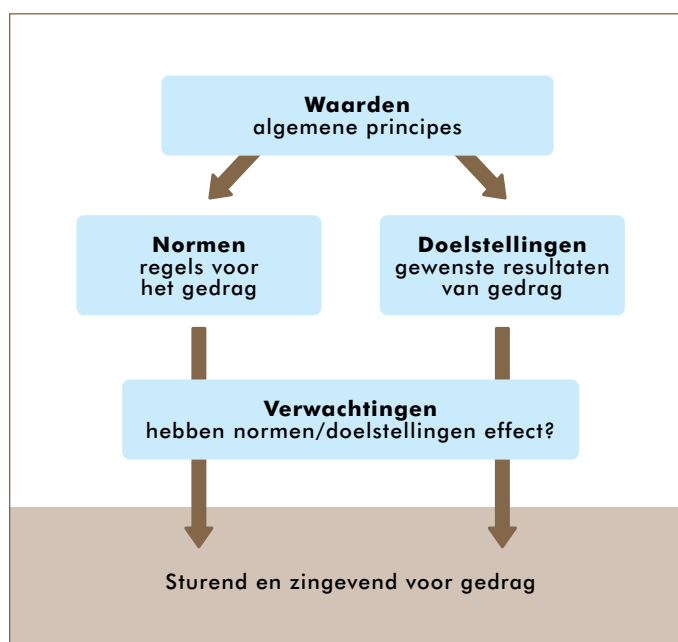 Waarden
algemene principes
Normen
regels voor
het gedrag
Doelstellingen
gewenste resultaten
van gedrag
Verwachtingen
hebben normen/doelstellingen effect?
Sturend en zingevend voor gedrag